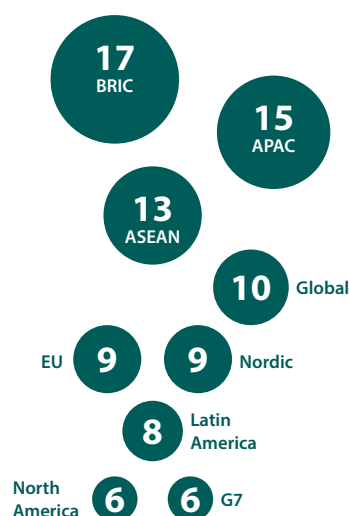 17
BRIC
15
APAC
13
ASEAN
10
Global
EU
9
9
Nordic
8
Latin
America
North
America
6
6
G7